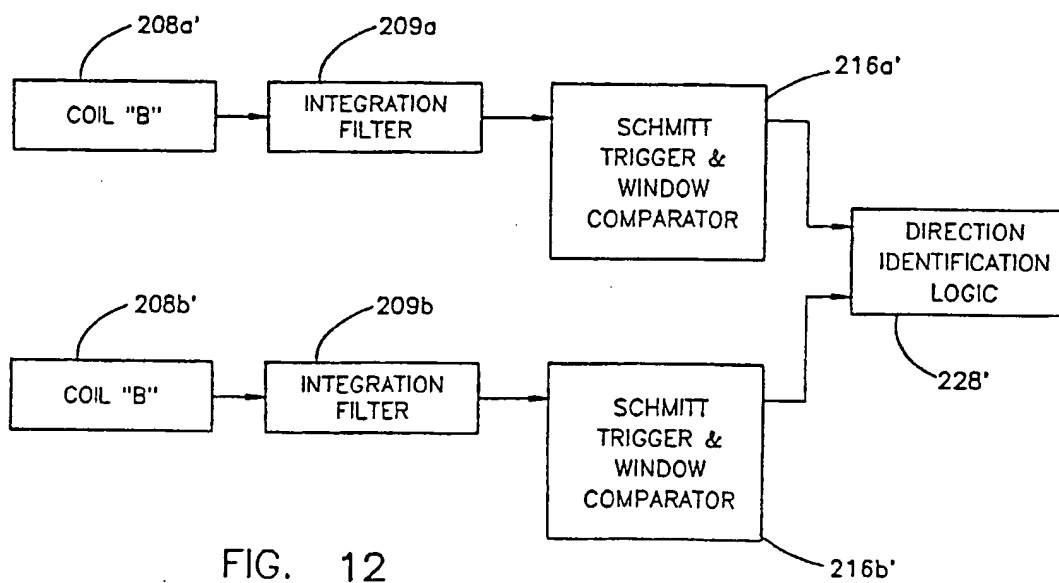 208a'
209a
216a'
COIL "B"
INTEGRATION
FILTER
SCHMITT
TRIGGER &
WINDOW
COMPARATOR
DIRECTION
IDENTIFICATION
LOGIC
208b'
209b
228'
COIL "B"
INTEGRATION
FILTER
SCHMITT
TRIGGER &
WINDOW
COMPARATOR
216b'
FIG. 12